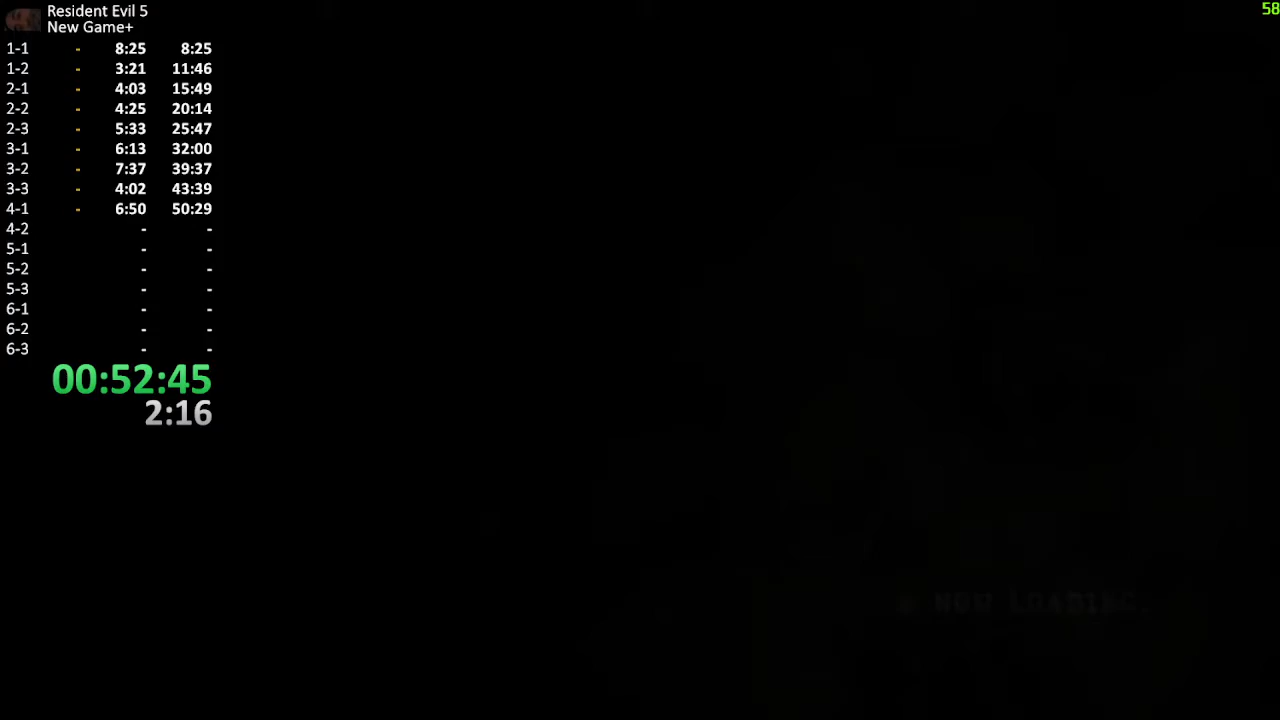 Resident Evil 5
New Game+
58
1-1 - 8:25 8:25
1-2 - 3:21 11:46
2-1 - 4:03 15:49
2-2 - 4:25 20:14
2-3 - 5:33 25:47
3-1 - 6:13 32:00
3-2 - 7:37 39:37
3-3 - 4:02 43:39
4-1 - 6:50 50:29
4-2 - -
5-1 - -
5-2 - -
5-3 - -
6-1 - -
6-2 - -
6-3 - -
00:52:45
2:16
NOW LOADING.